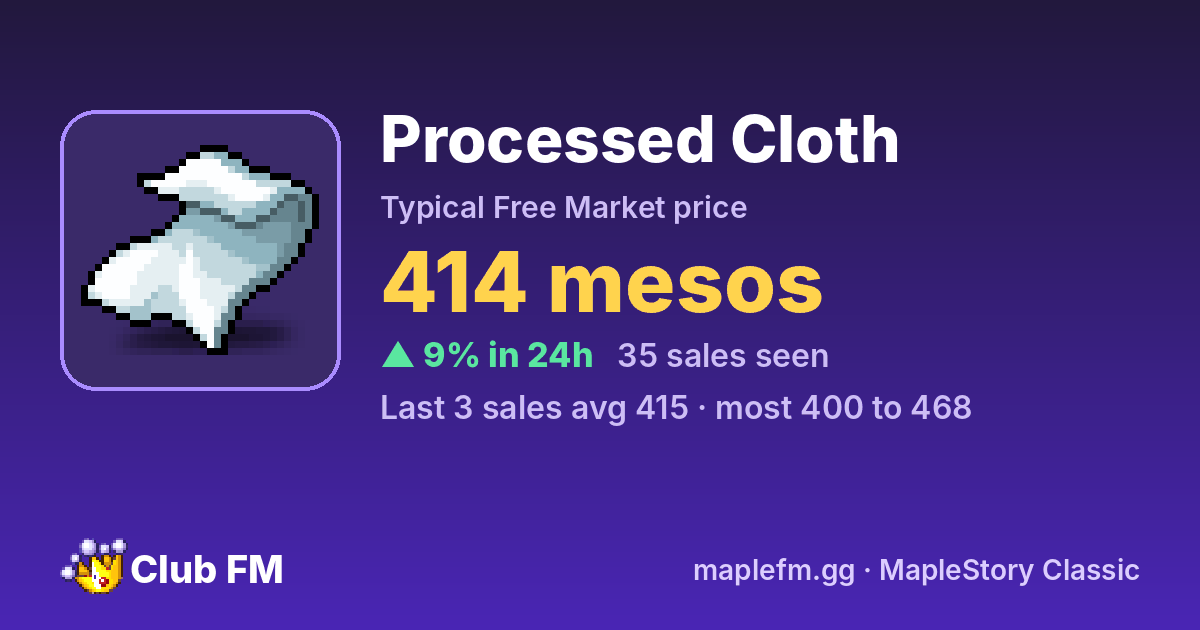 Processed Cloth
Typical Free Market price
414 mesos
▲ 9% in 24h 35 sales seen
Last 3 sales avg 415 · most 400 to 468
Club FM
maplefm.gg · MapleStory Classic